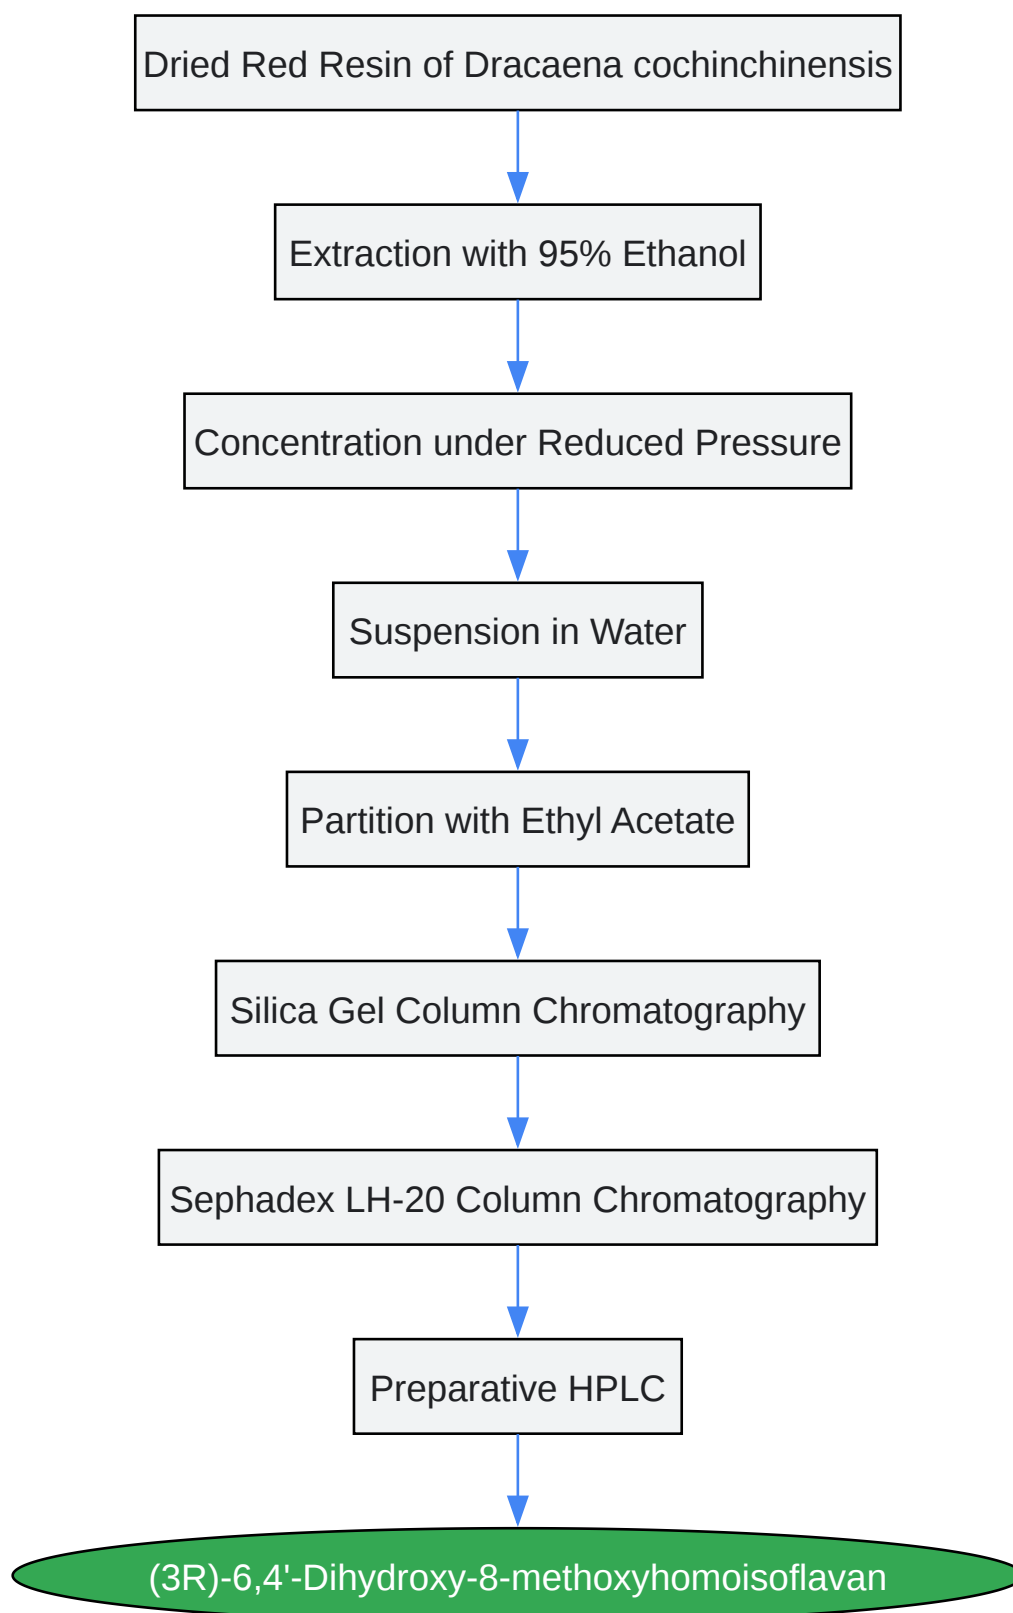 Dried Red Resin of Dracaena cochinchinensis
Extraction with 95% Ethanol
Concentration under Reduced Pressure
Suspension in Water
Partition with Ethyl Acetate
Silica Gel Column Chromatography
Sephadex LH-20 Column Chromatography
Preparative HPLC
(3R)-6,4'-Dihydroxy-8-methoxyhomoisoflavan